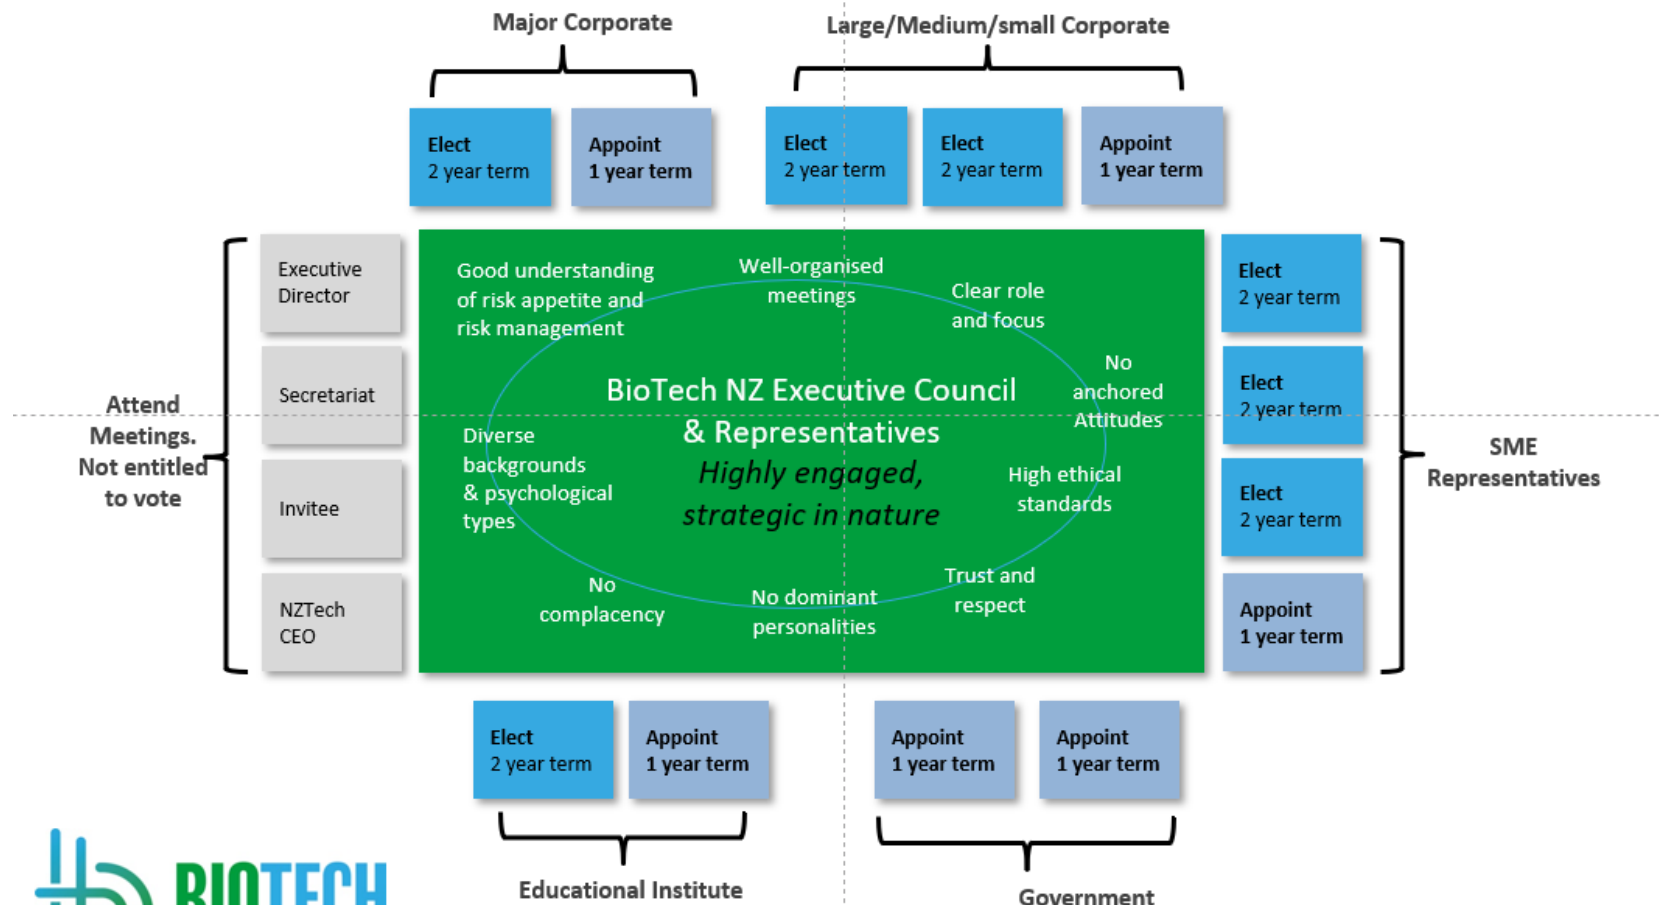 Major Corporate
Large/Medium/small Corporate
Elect
2 year term
Appoint
1 year term
Elect
2 year term
Elect
2 year term
Appoint
1 year term
Attend
Meetings.
Not entitled
to vote
Executive
Director
Secretariat
Invitee
NZTech
CEO
Good understanding
of risk appetite and
risk management
Well-organised
meetings
Clear role
and focus
No
anchored
Attitudes
BioTech NZ Executive Council
& Representatives
Highly engaged,
strategic in nature
Diverse
backgrounds
& psychological
types
High ethical
standards
No
complacency
No dominant
personalities
Trust and
respect
Elect
2 year term
Elect
2 year term
Elect
2 year term
Appoint
1 year term
SME
Representatives
Elect
2 year term
Appoint
1 year term
Appoint
1 year term
Appoint
1 year term
Educational Institute
Government
BIOTECH